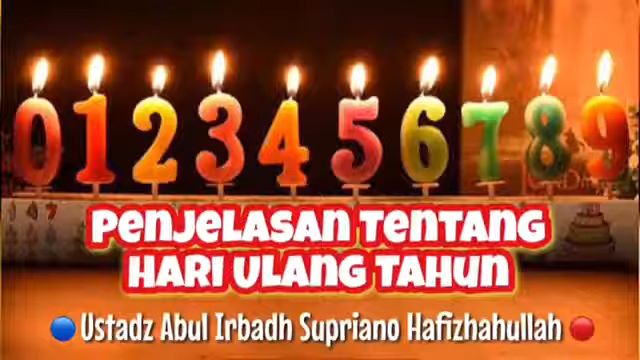 0123456789
Penjelasan Tentang
Hari Ulang Tahun
Ustadz Abul Irbadh Supriano Hafizhahullah